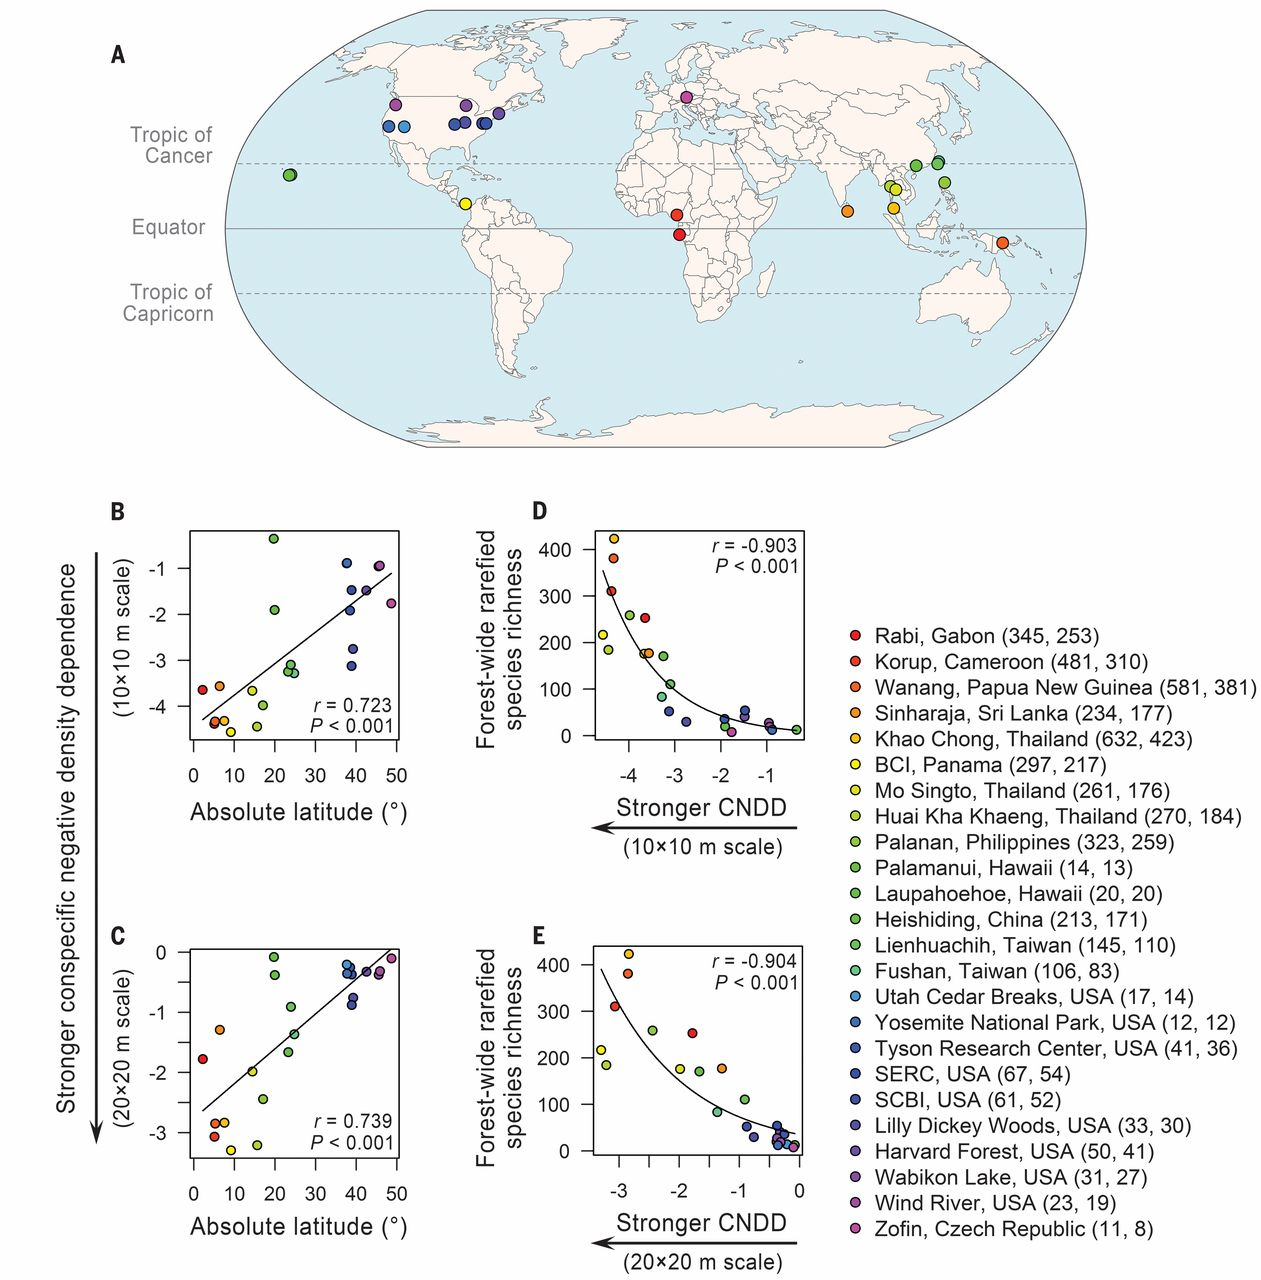 A
Tropic of
Cancer
Equator
Tropic of
Capricorn
Stronger conspecific negative density dependence
B
(10×10 m scale)
-1
-2
-3
-4
r = 0.723
P < 0.001
0 10 20 30 40 50
Absolute latitude (°)
D
Forest-wide rarefied
species richness
400
300
200
100
0
r = -0.903
P < 0.001
-4 -3 -2 -1
Stronger CNDD
(10×10 m scale)
C
(20×20 m scale)
0
-1
-2
-3
r = 0.739
P < 0.001
0 10 20 30 40 50
Absolute latitude (°)
E
Forest-wide rarefied
species richness
400
300
200
100
0
r = -0.904
P < 0.001
-3 -2 -1 0
Stronger CNDD
(20×20 m scale)
Rabi, Gabon (345, 253)
Korup, Cameroon (481, 310)
Wanang, Papua New Guinea (581, 381)
Sinharaja, Sri Lanka (234, 177)
Khao Chong, Thailand (632, 423)
BCI, Panama (297, 217)
Mo Singto, Thailand (261, 176)
Huai Kha Khaeng, Thailand (270, 184)
Palanan, Philippines (323, 259)
Palamanui, Hawaii (14, 13)
Laupahoehoe, Hawaii (20, 20)
Heishiding, China (213, 171)
Lienhuachih, Taiwan (145, 110)
Fushan, Taiwan (106, 83)
Utah Cedar Breaks, USA (17, 14)
Yosemite National Park, USA (12, 12)
Tyson Research Center, USA (41, 36)
SERC, USA (67, 54)
SCBI, USA (61, 52)
Lilly Dickey Woods, USA (33, 30)
Harvard Forest, USA (50, 41)
Wabikon Lake, USA (31, 27)
Wind River, USA (23, 19)
Zofin, Czech Republic (11, 8)